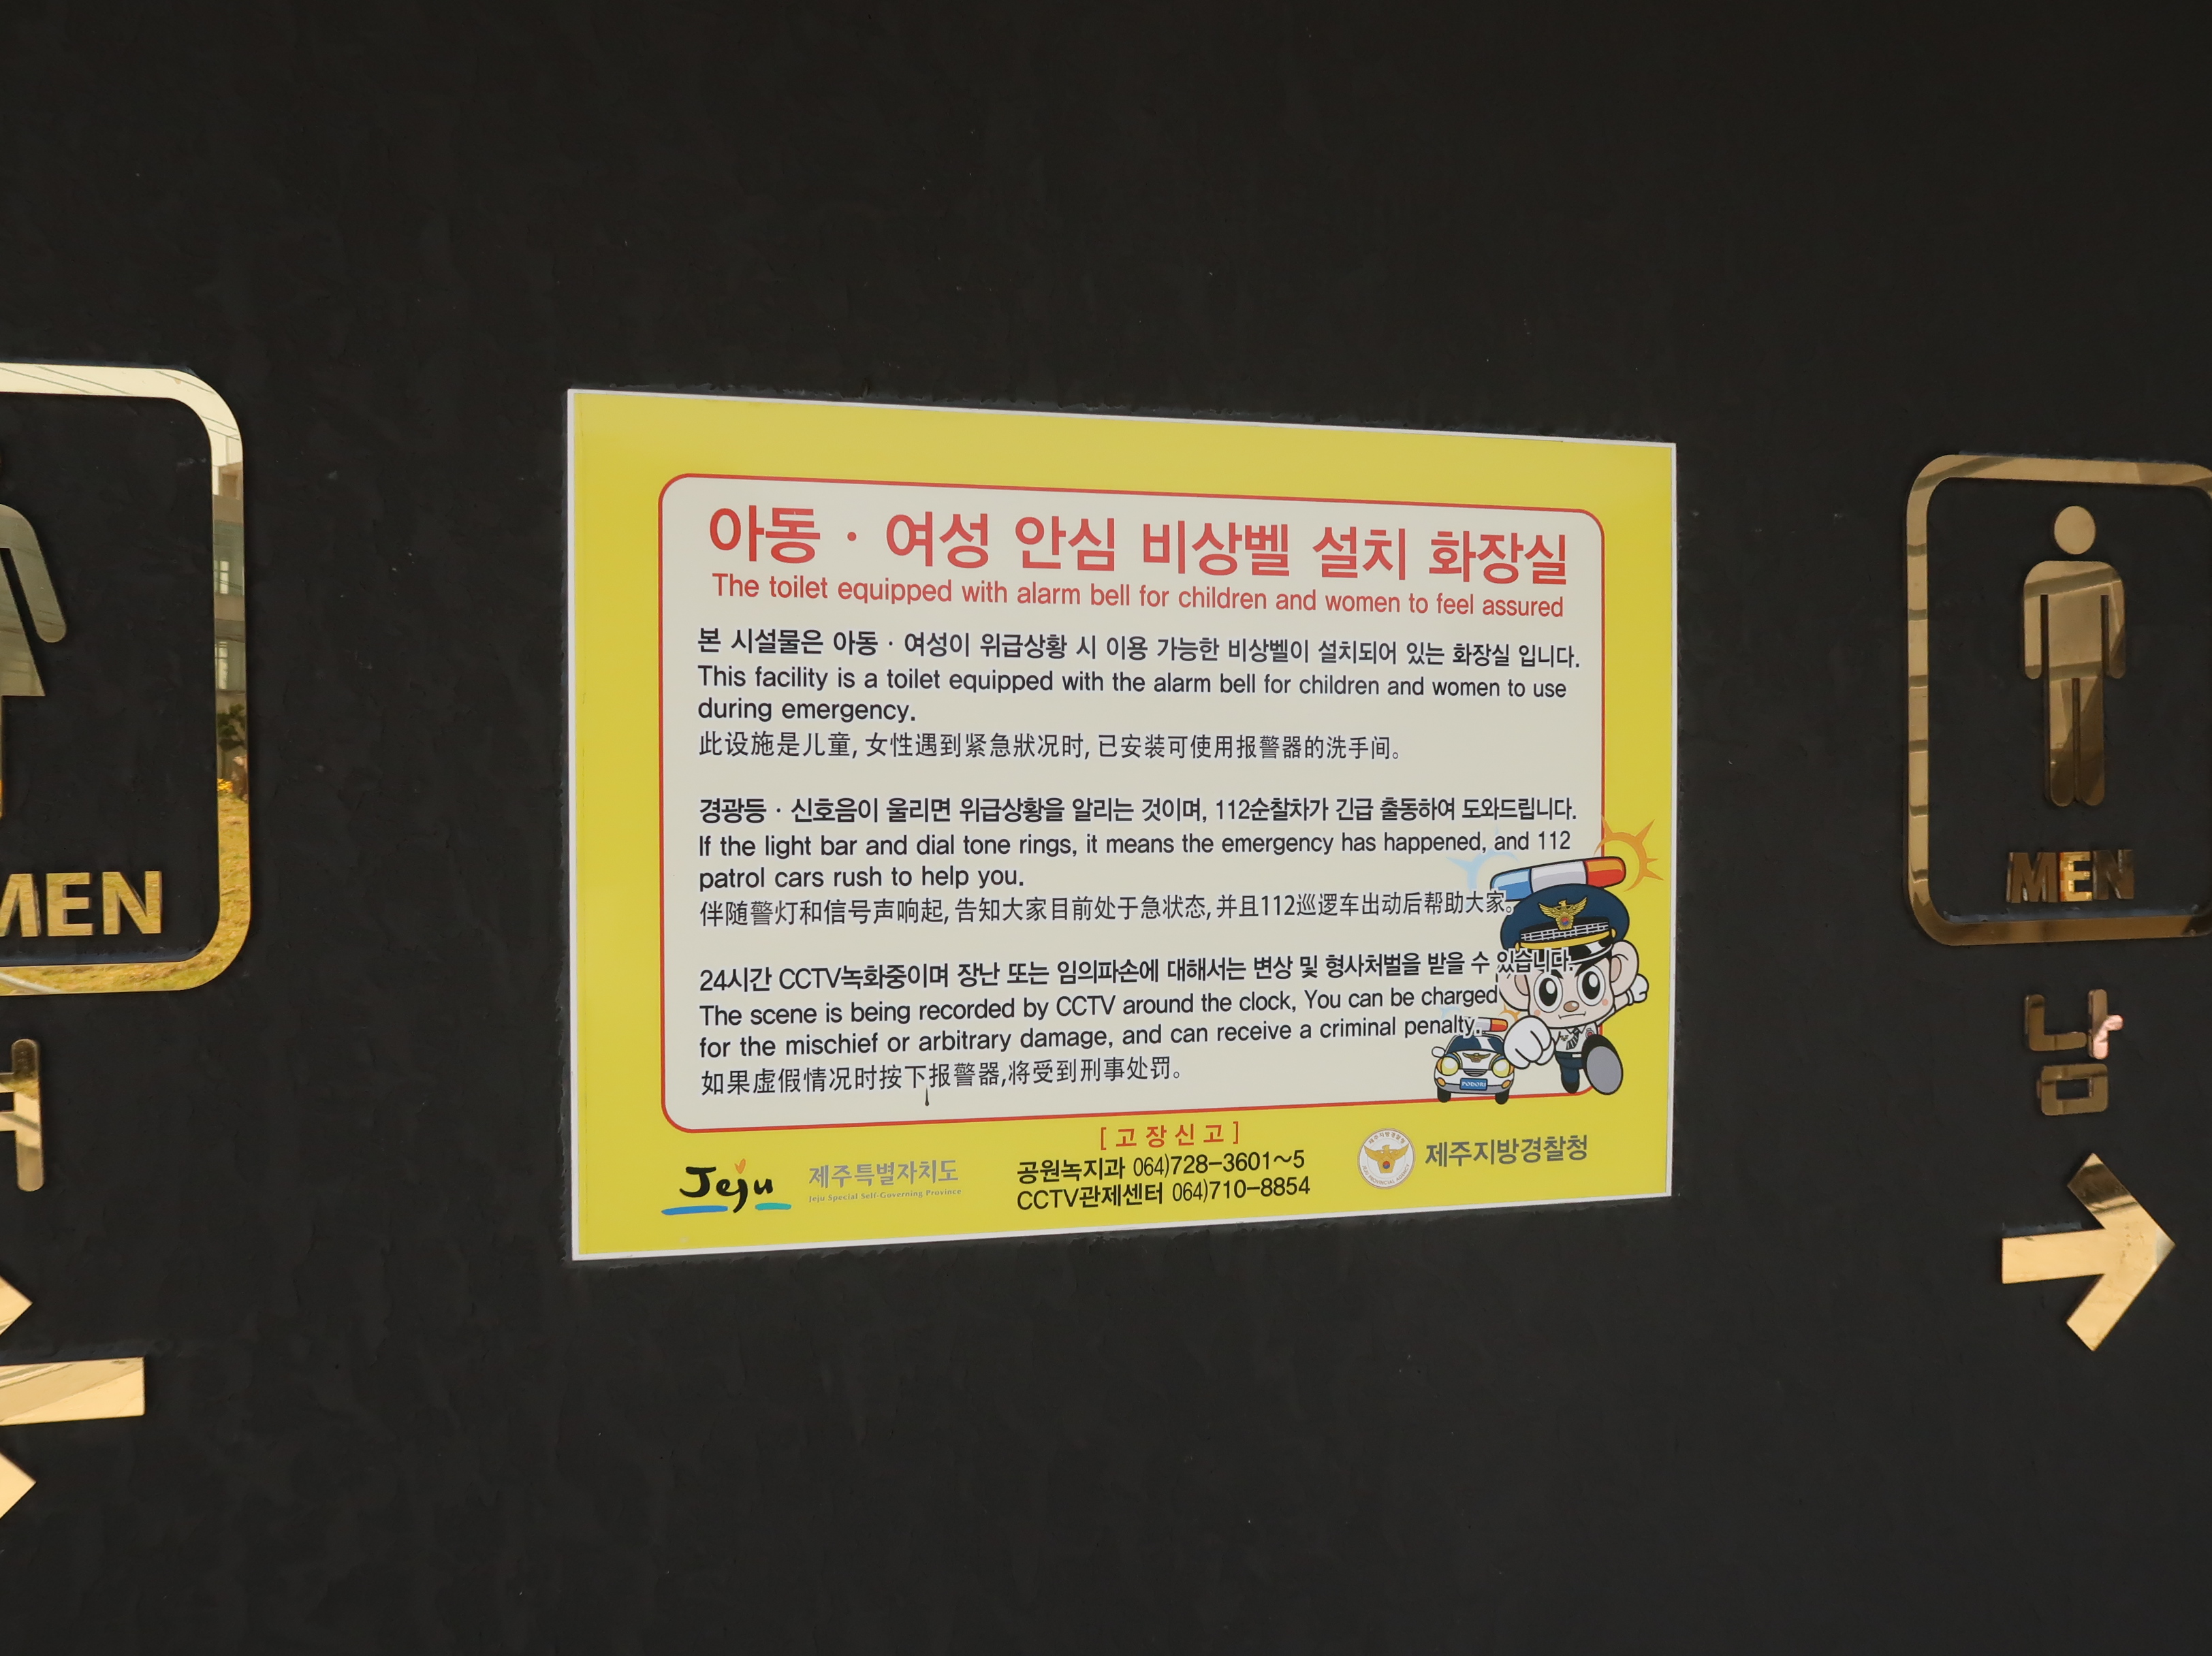 아동 · 여성 안심 비상벨 설치 화장실
The toilet equipped with alarm bell for children and women to feel assured
본 시설물은 아동 · 여성이 위급상황 시 이용 가능한 비상벨이 설치되어 있는 화장실 입니다.
This facility is a toilet equipped with the alarm bell for children and women to use
during emergency.
此设施是儿童, 女性遇到紧急狀况时, 已安装可使用报警器的洗手间。
경광등 · 신호음이 울리면 위급상황을 알리는 것이며, 112순찰차가 긴급 출동하여 도와드립니다.
If the light bar and dial tone rings, it means the emergency has happened, and 112
patrol cars rush to help you.
伴随警灯和信号声响起, 告知大家目前处于急状态, 并且112巡逻车出动后帮助大家。
24시간 CCTV녹화중이며 장난 또는 임의파손에 대해서는 변상 및 형사처벌을 받을 수 있습니다.
The scene is being recorded by CCTV around the clock, You can be charged
for the mischief or arbitrary damage, and can receive a criminal penalty.
如果虚假情况时按下报警器,将受到刑事处罚。
PODORI
[ 고 장 신 고 ]
Jeju 제주특별자치도
Jeju Special Self-Governing Province
공원녹지과 064)728-3601~5
CCTV관제센터 064)710-8854
제주지방경찰청
MEN
MEN
남